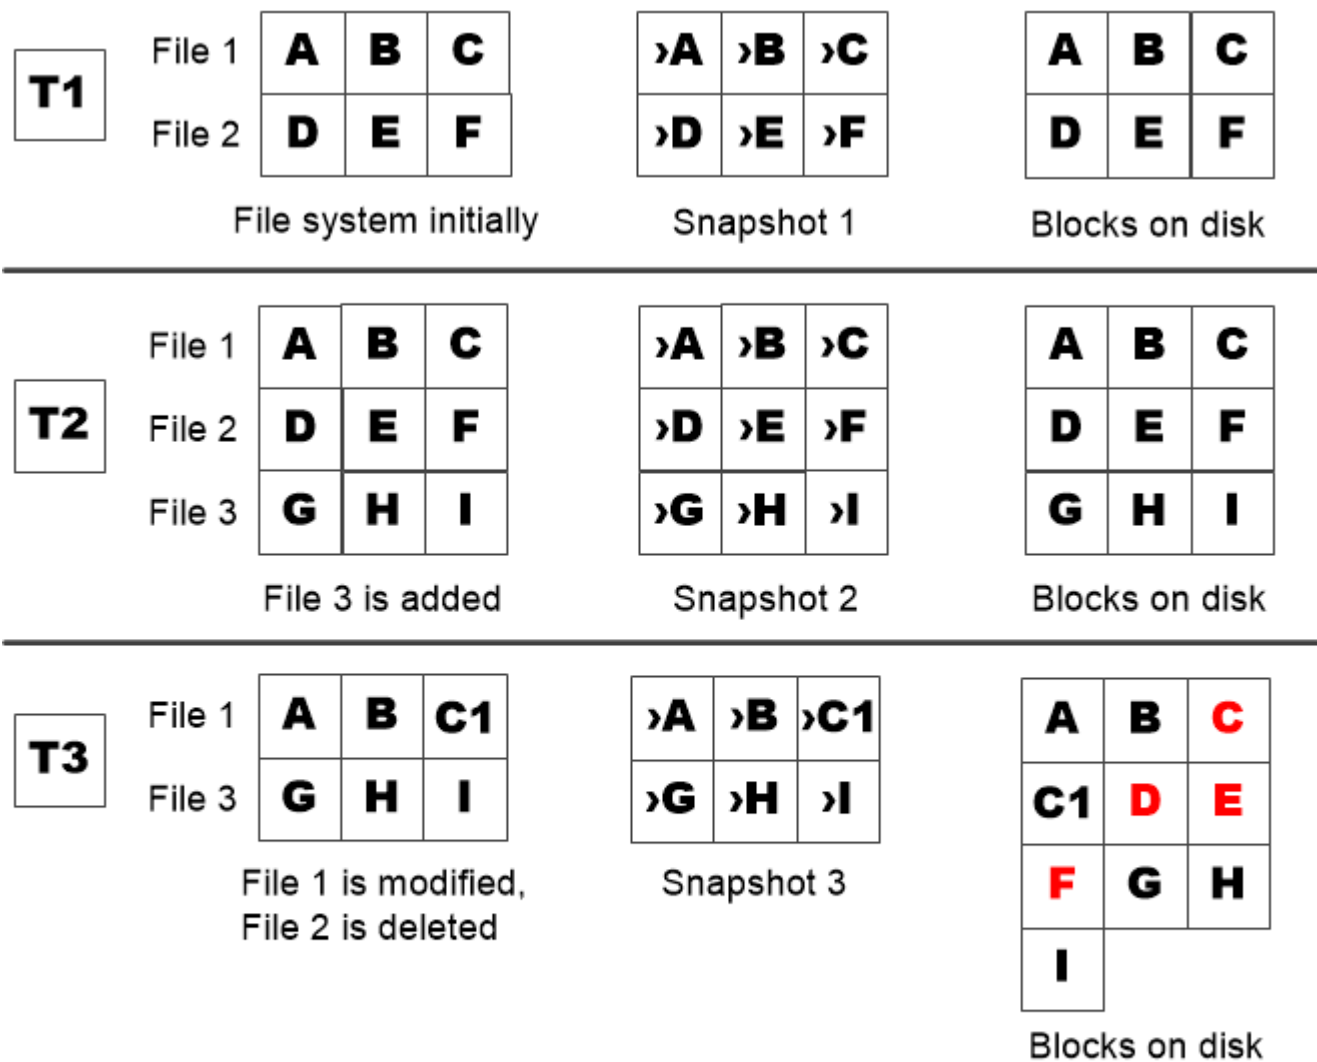 T1
File 1 A B C ›A ›B ›C A B C
File 2 D E F ›D ›E ›F D E F
File system initially Snapshot 1 Blocks on disk
T2
File 1 A B C ›A ›B ›C A B C
File 2 D E F ›D ›E ›F D E F
File 3 G H I ›G ›H ›I G H I
File 3 is added Snapshot 2 Blocks on disk
T3
File 1 A B C1 ›A ›B ›C1 A B C
File 3 G H I ›G ›H ›I C1 D E
File 1 is modified, Snapshot 3 F G H
File 2 is deleted
I
Blocks on disk